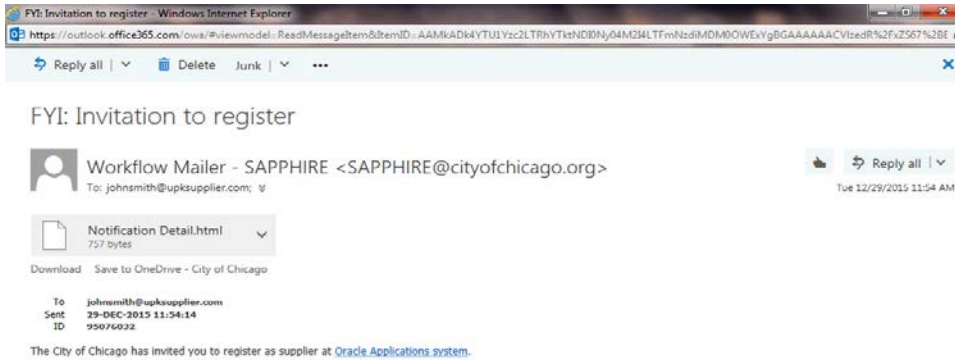 FYI: Invitation to register - Windows Internet Explorer
https://outlook.office365.com/owa/#viewmodel=ReadMessageItem&ItemID=
Reply all | Delete Junk | ...
FYI: Invitation to register
Workflow Mailer - SAPPHIRE <SAPPHIRE@cityofchicago.org>
Reply all |
To: johnsmith@upksupplier.com;
Tue 12/29/2015 11:54 AM
Notification Detail.html
757 bytes
Download Save to OneDrive - City of Chicago
To johnsmith@upksupplier.com
Sent 29-DEC-2015 11:54:14
ID 95076032
The City of Chicago has invited you to register as supplier at Oracle Applications system.